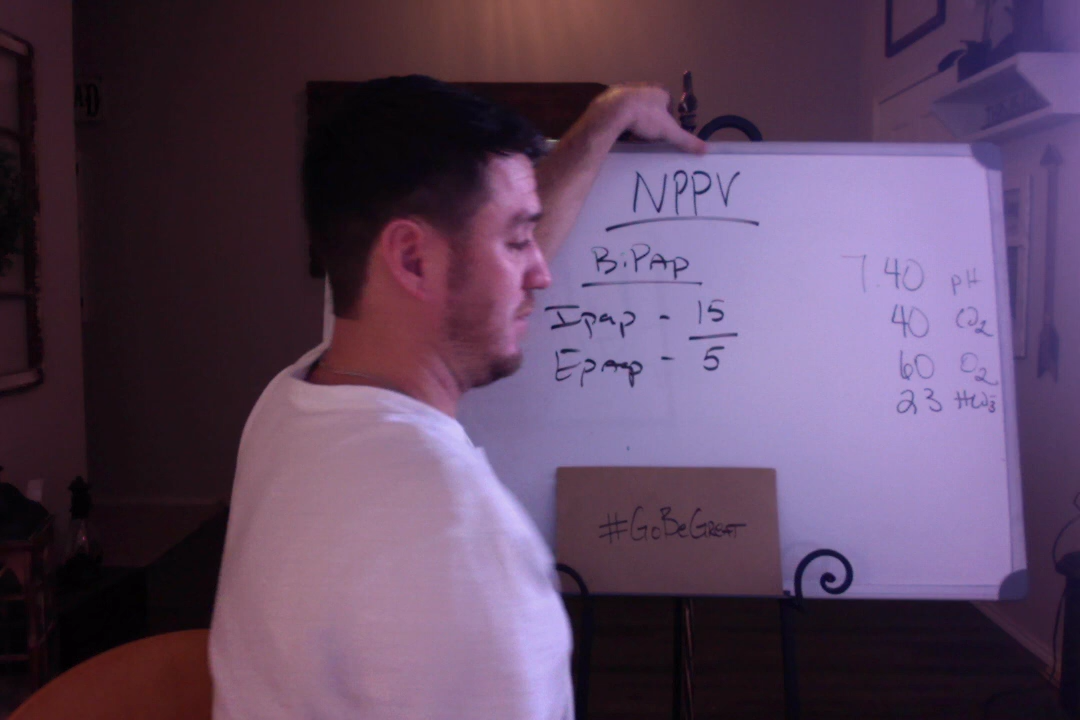 NPPV
BiPap
Ipap - 15
Epap - 5
7.40 pH
40 CO2
60 O2
23 HCO3-
#GoBeGreat